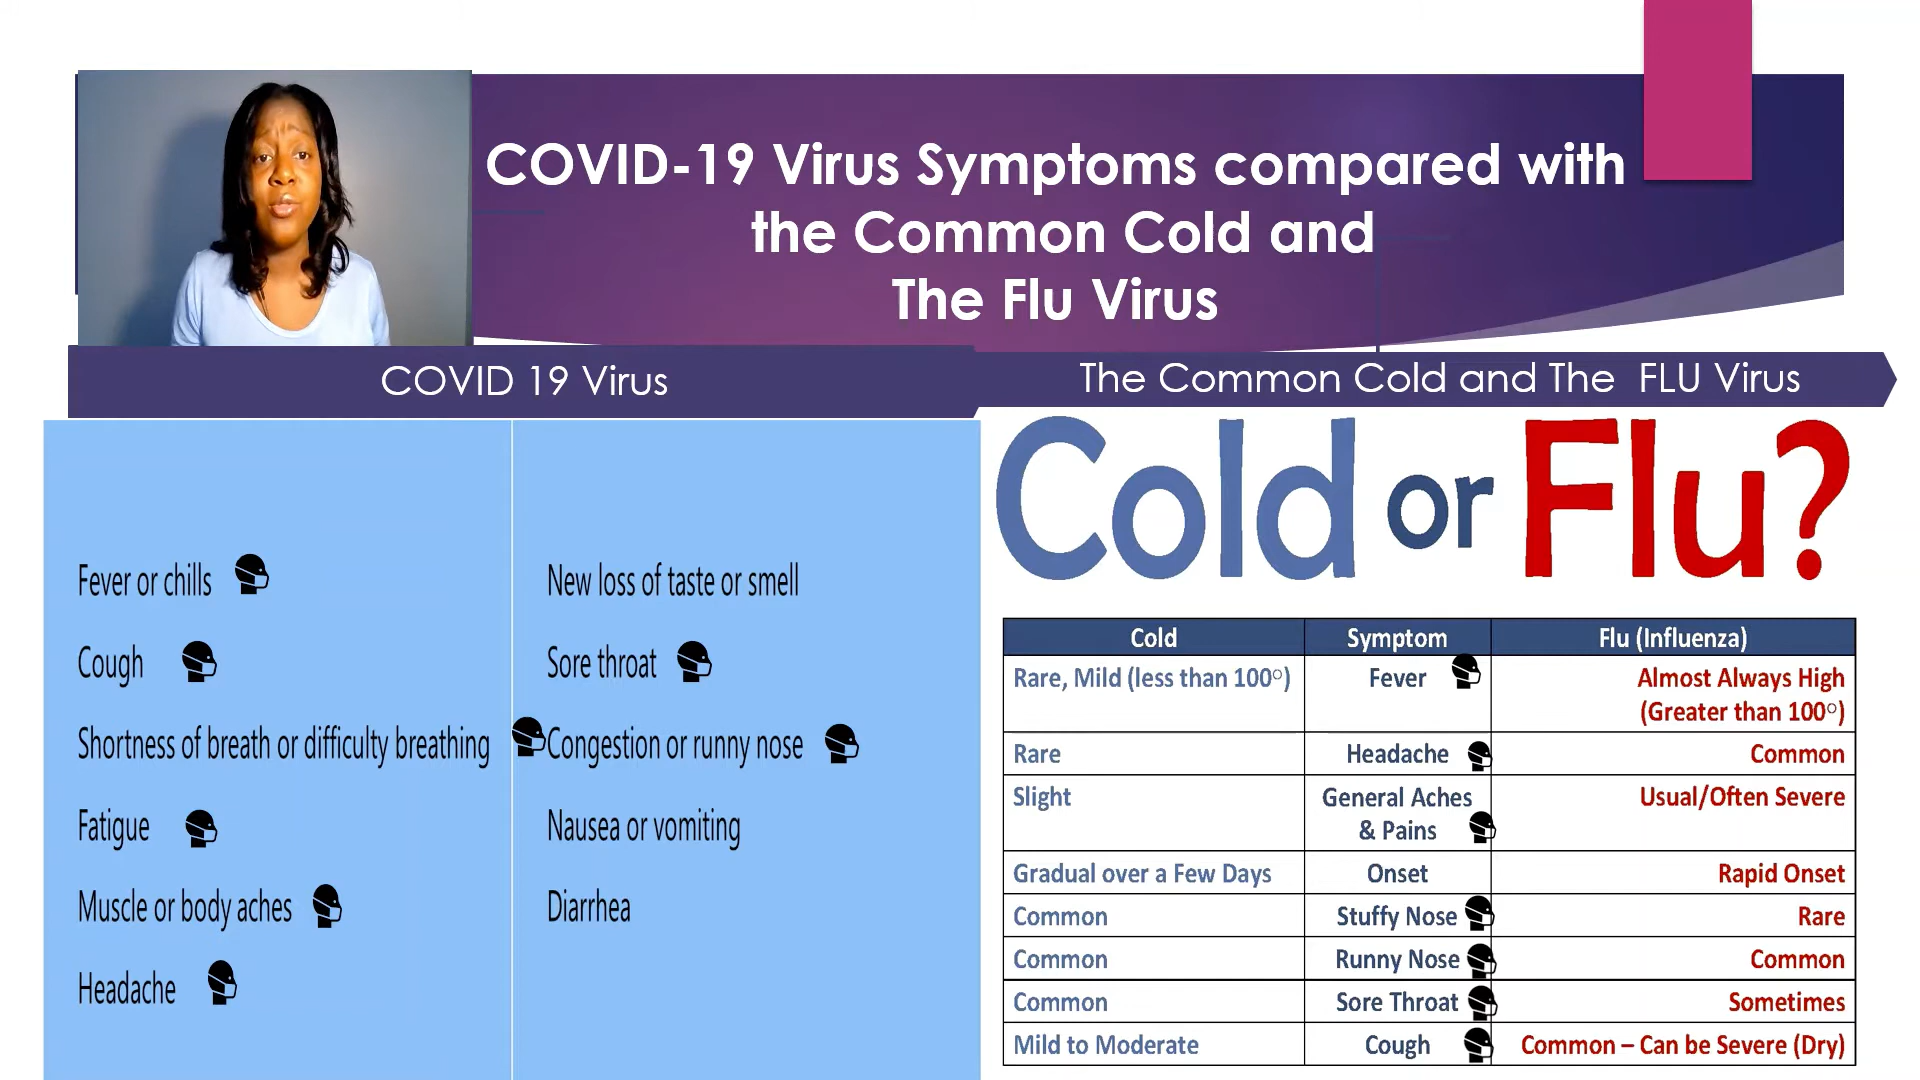 COVID-19 Virus Symptoms compared with
the Common Cold and
The Flu Virus
COVID 19 Virus
The Common Cold and The FLU Virus
Fever or chills
Cough
Shortness of breath or difficulty breathing
Fatigue
Muscle or body aches
Headache
New loss of taste or smell
Sore throat
Congestion or runny nose
Nausea or vomiting
Diarrhea
Cold or Flu?
Cold Symptom Flu (Influenza)
Rare, Mild (less than 100°) Fever Almost Always High
(Greater than 100°)
Rare Headache Common
Slight General Aches Usual/Often Severe
& Pains
Gradual over a Few Days Onset Rapid Onset
Common Stuffy Nose Rare
Common Runny Nose Common
Common Sore Throat Sometimes
Mild to Moderate Cough Common – Can be Severe (Dry)